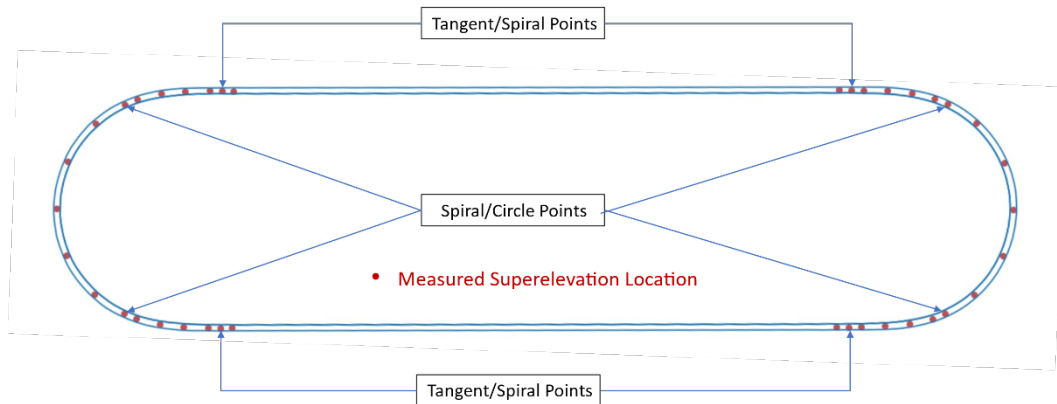 Tangent/Spiral Points
Spiral/Circle Points
Measured Superelevation Location
Tangent/Spiral Points